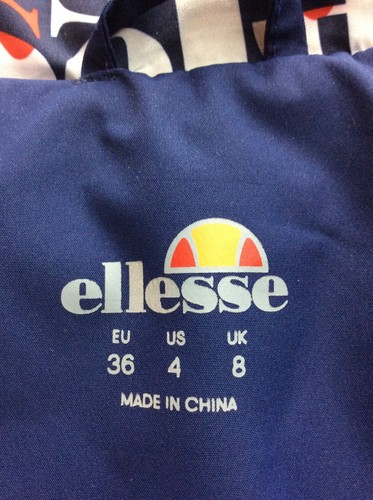 ellesse
EU US UK
36 4 8
MADE IN CHINA